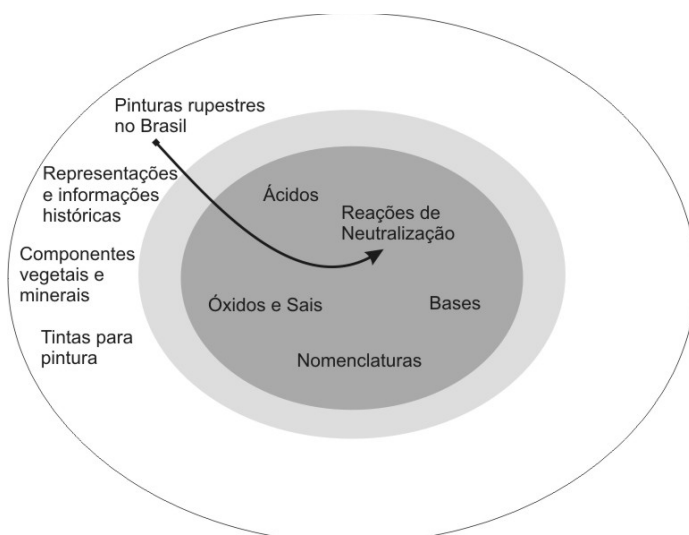 Pinturas rupestres
no Brasil
Representações
e informações
históricas
Ácidos
Reações de
Neutralização
Componentes
vegetais e
minerais
Óxidos e Sais
Bases
Tintas para
pintura
Nomenclaturas